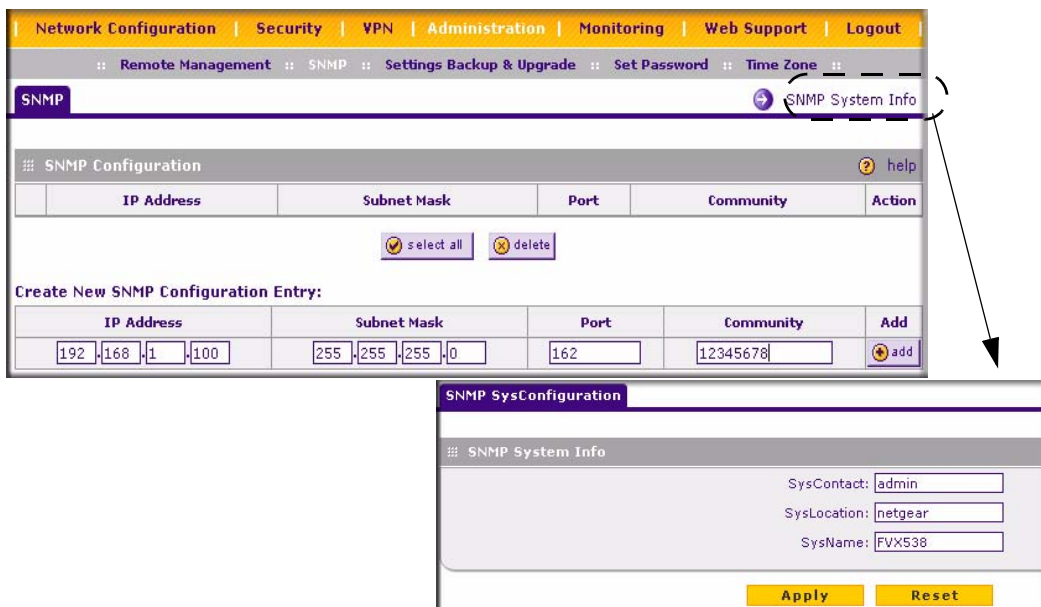 Network Configuration | Security | VPN | Administration | Monitoring | Web Support | Logout
:: Remote Management :: SNMP :: Settings Backup & Upgrade :: Set Password :: Time Zone ::
SNMP SNMP System Info
SNMP Configuration help
IP Address Subnet Mask Port Community Action
select all delete
Create New SNMP Configuration Entry:
IP Address Subnet Mask Port Community Add
192 .168 .1 .100 255 .255 .255 .0 162 12345678 add
SNMP SysConfiguration
SNMP System Info
SysContact: admin
SysLocation: netgear
SysName: FVX538
Apply Reset